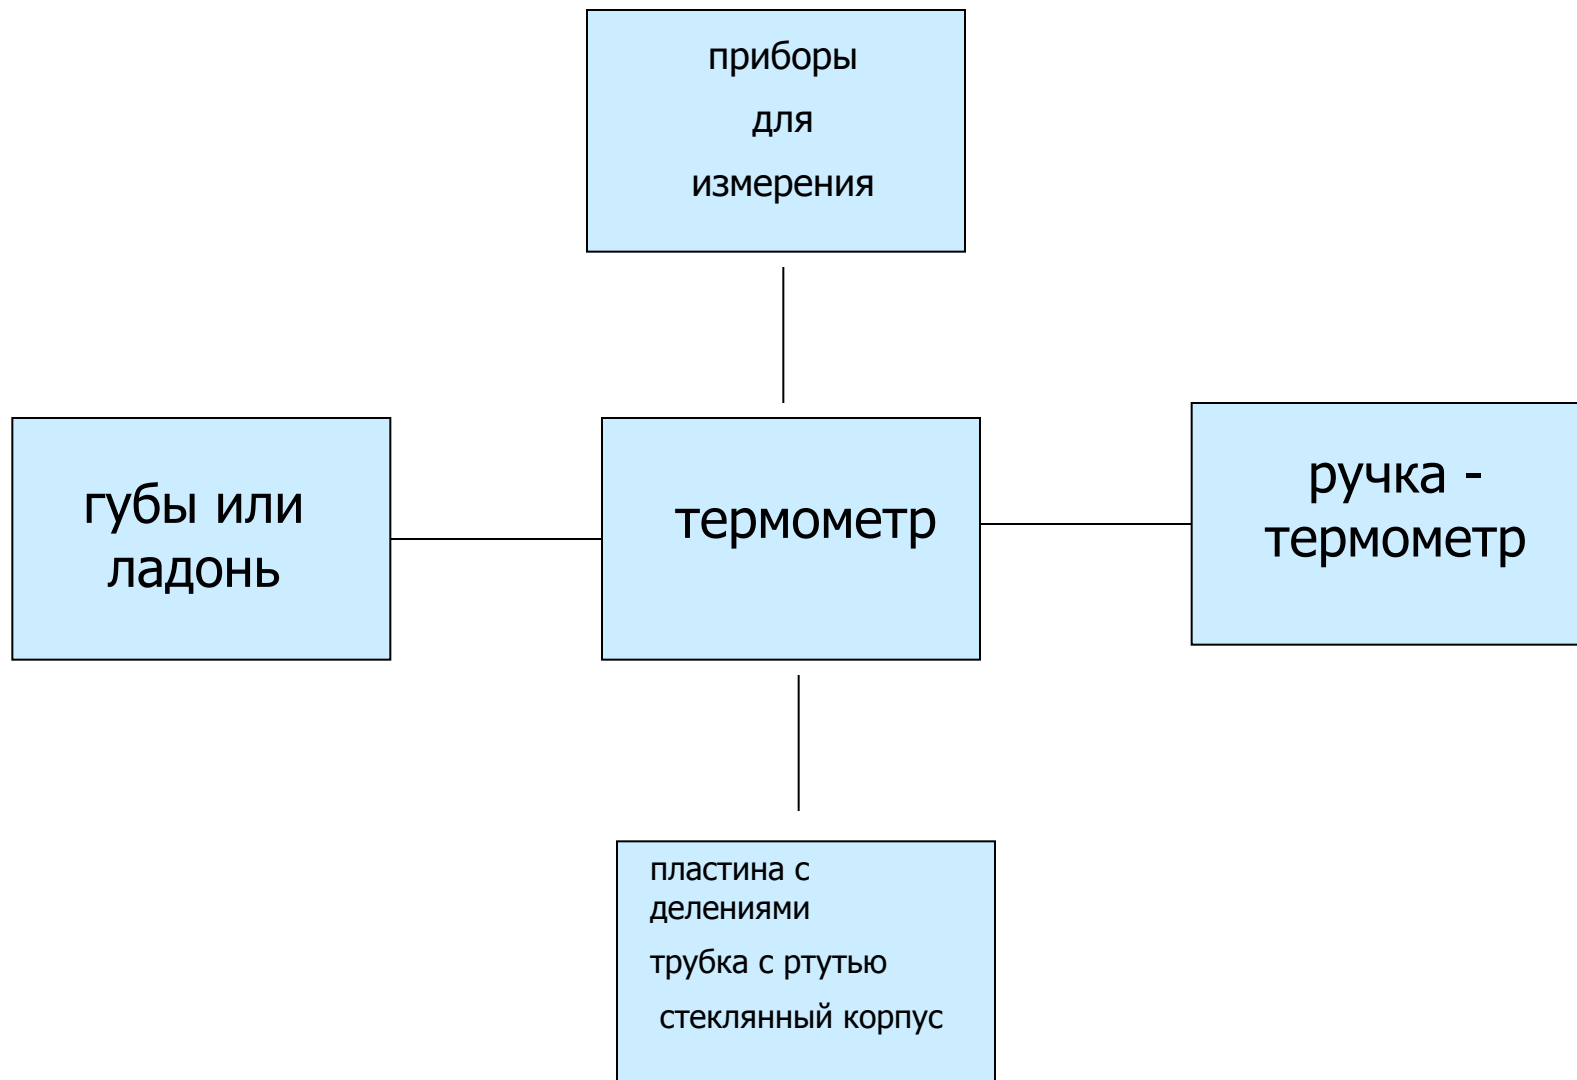 приборы
для
измерения
губы или
ладонь
термометр
ручка -
термометр
пластина с
делениями
трубка с ртутью
стеклянный корпус